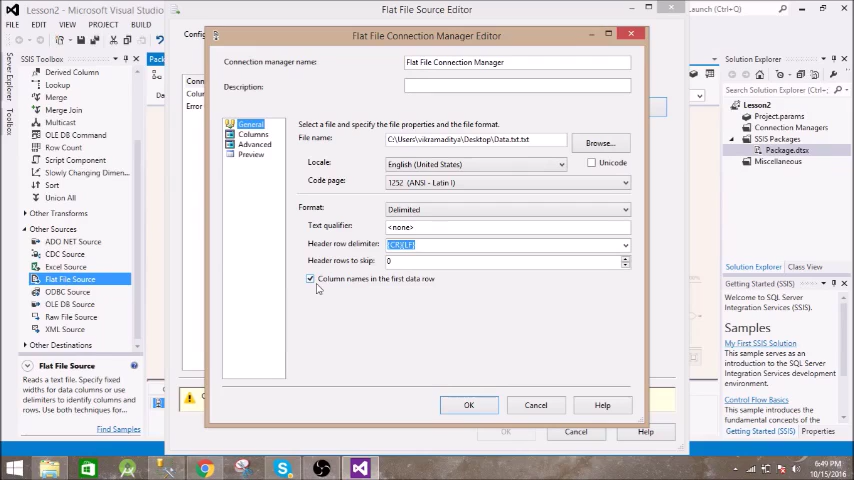 Lesson2 - Microsoft Visual Studio
Flat File Source Editor
FILE EDIT VIEW PROJECT
SSIS Toolbox
Derived Column
Lookup
Merge
Merge Join
Multicast
OLE DB Command
Row Count
Script Component
Slowly Changing Dimen...
Sort
Union All
Other Transforms
Other Sources
ADO NET Source
CDC Source
Excel Source
Flat File Source
ODBC Source
OLE DB Source
Raw File Source
XML Source
Other Destinations
Flat File Source
Reads a text file. Specify fixed
widths for data columns or use
delimiters to identify columns and
rows. Use both techniques for...
Find Samples
Server Explorer
Toolbox
Flat File Connection Manager Editor
Connection manager name:
Flat File Connection Manager
Description:
General
Columns
Advanced
Preview
Select a file and specify the file properties and the file format.
File name:
C:\Users\vikramaditya\Desktop\Data.txt.txt
Browse...
Locale:
English (United States)
Unicode
Code page:
1252 (ANSI - Latin I)
Format:
Delimited
Text qualifier:
<none>
Header row delimiter:
{CR}{LF}
Header rows to skip:
0
Column names in the first data row
OK
Cancel
Help
OK
Cancel
Help
Solution Explorer
Search Solution Explorer
Lesson2
Project.params
Connection Managers
SSIS Packages
Package.dtsx
Miscellaneous
Solution Explorer
Class View
Getting Started (SSIS)
Welcome to SQL Server
Integration Services
development environment.
Samples
My First SSIS Solution
This sample serves as an
introduction to the SQL
Server Integration Services
development environment...
Control Flow Basics
This sample introduces the
fundamental concepts of
Getting Started (SSIS)
Properties
6:49 PM
10/15/2016